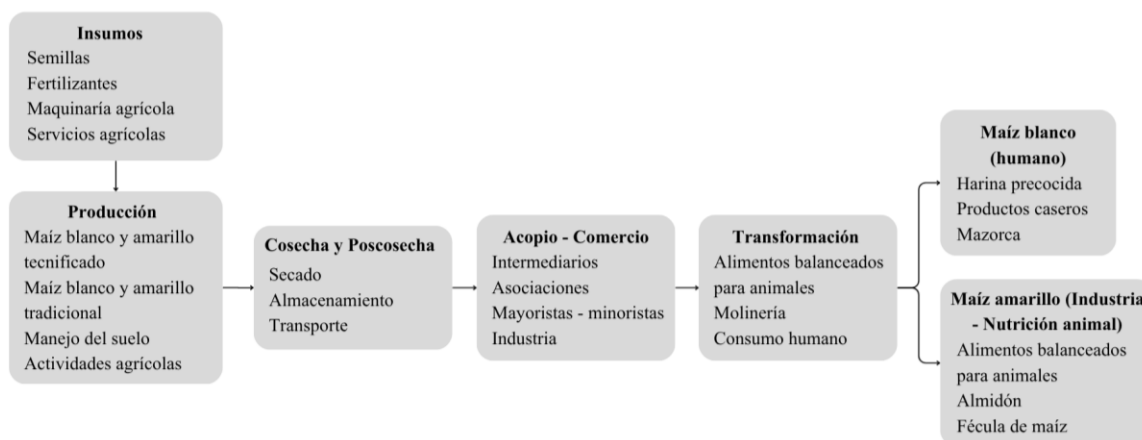 Insumos
Semillas
Fertilizantes
Maquinaría agrícola
Servicios agrícolas
Producción
Maíz blanco y amarillo
tecnificado
Maíz blanco y amarillo
tradicional
Manejo del suelo
Actividades agrícolas
Cosecha y Poscosecha
Secado
Almacenamiento
Transporte
Acopio - Comercio
Intermediarios
Asociaciones
Mayoristas - minoristas
Industria
Transformación
Alimentos balanceados
para animales
Molinería
Consumo humano
Maíz blanco
(humano)
Harina precocida
Productos caseros
Mazorca
Maíz amarillo (Industria
- Nutrición animal)
Alimentos balanceados
para animales
Almidón
Fécula de maíz